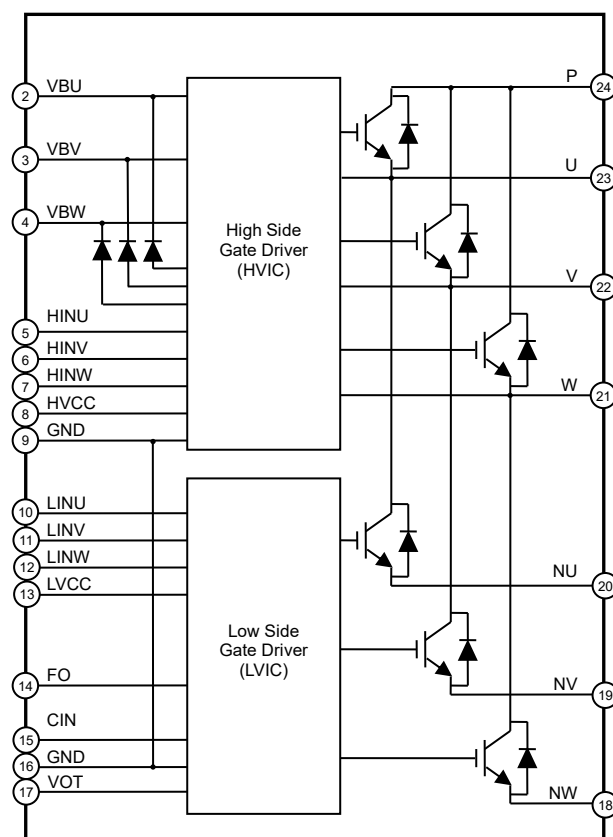 2 VBU
3 VBV
4 VBW
5 HINU
6 HINV
7 HINW
8 HVCC
9 GND
10 LINU
11 LINV
12 LINW
13 LVCC
14 FO
15 CIN
16 GND
17 VOT
High Side
Gate Driver
(HVIC)
Low Side
Gate Driver
(LVIC)
P 24
U 23
V 22
W 21
NU 20
NV 19
NW 18